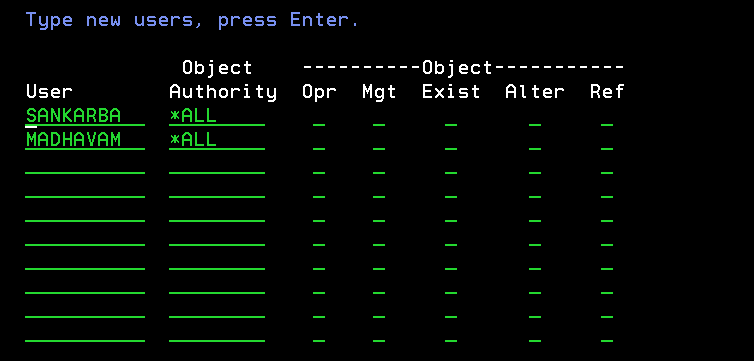 Type new users, press Enter.
Object ----------Object-----------
User Authority Opr Mgt Exist Alter Ref
SANKARBA *ALL _ _ _ _ _
MADHAVAM *ALL _ _ _ _ _